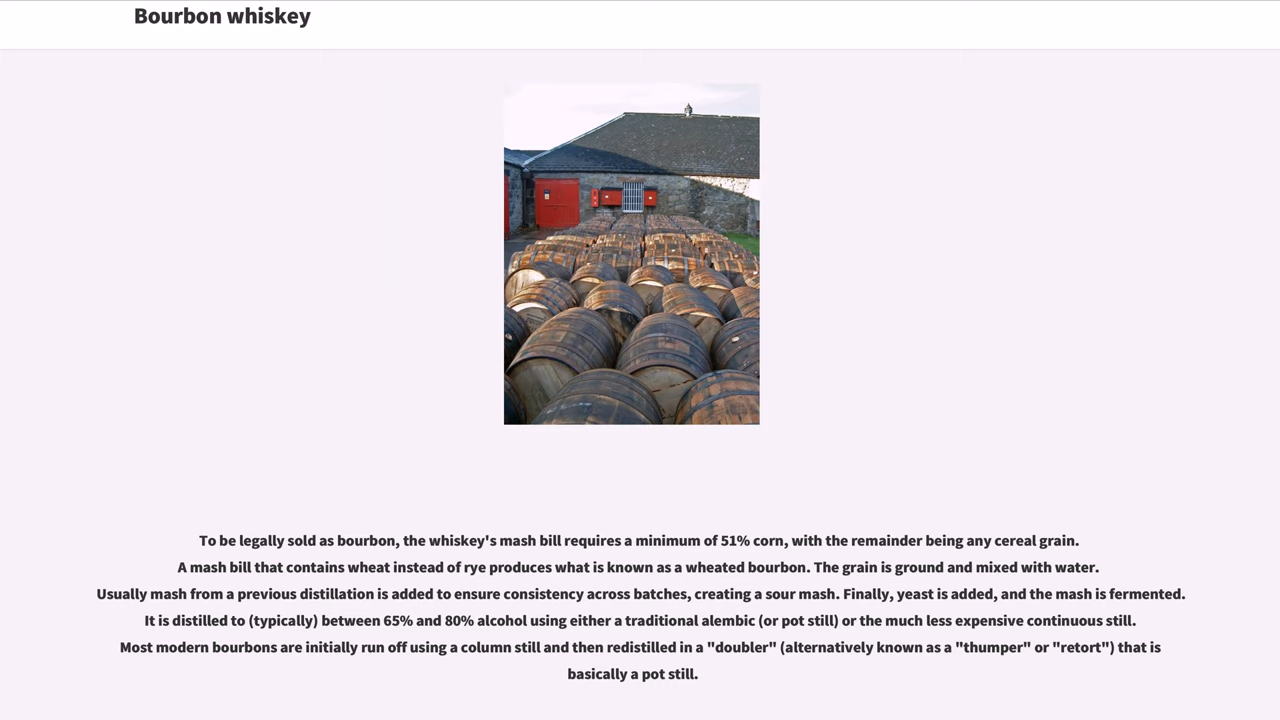 Bourbon whiskey
To be legally sold as bourbon, the whiskey's mash bill requires a minimum of 51% corn, with the remainder being any cereal grain.
A mash bill that contains wheat instead of rye produces what is known as a wheated bourbon. The grain is ground and mixed with water.
Usually mash from a previous distillation is added to ensure consistency across batches, creating a sour mash. Finally, yeast is added, and the mash is fermented.
It is distilled to (typically) between 65% and 80% alcohol using either a traditional alembic (or pot still) or the much less expensive continuous still.
Most modern bourbons are initially run off using a column still and then redistilled in a "doubler" (alternatively known as a "thumper" or "retort") that is
basically a pot still.